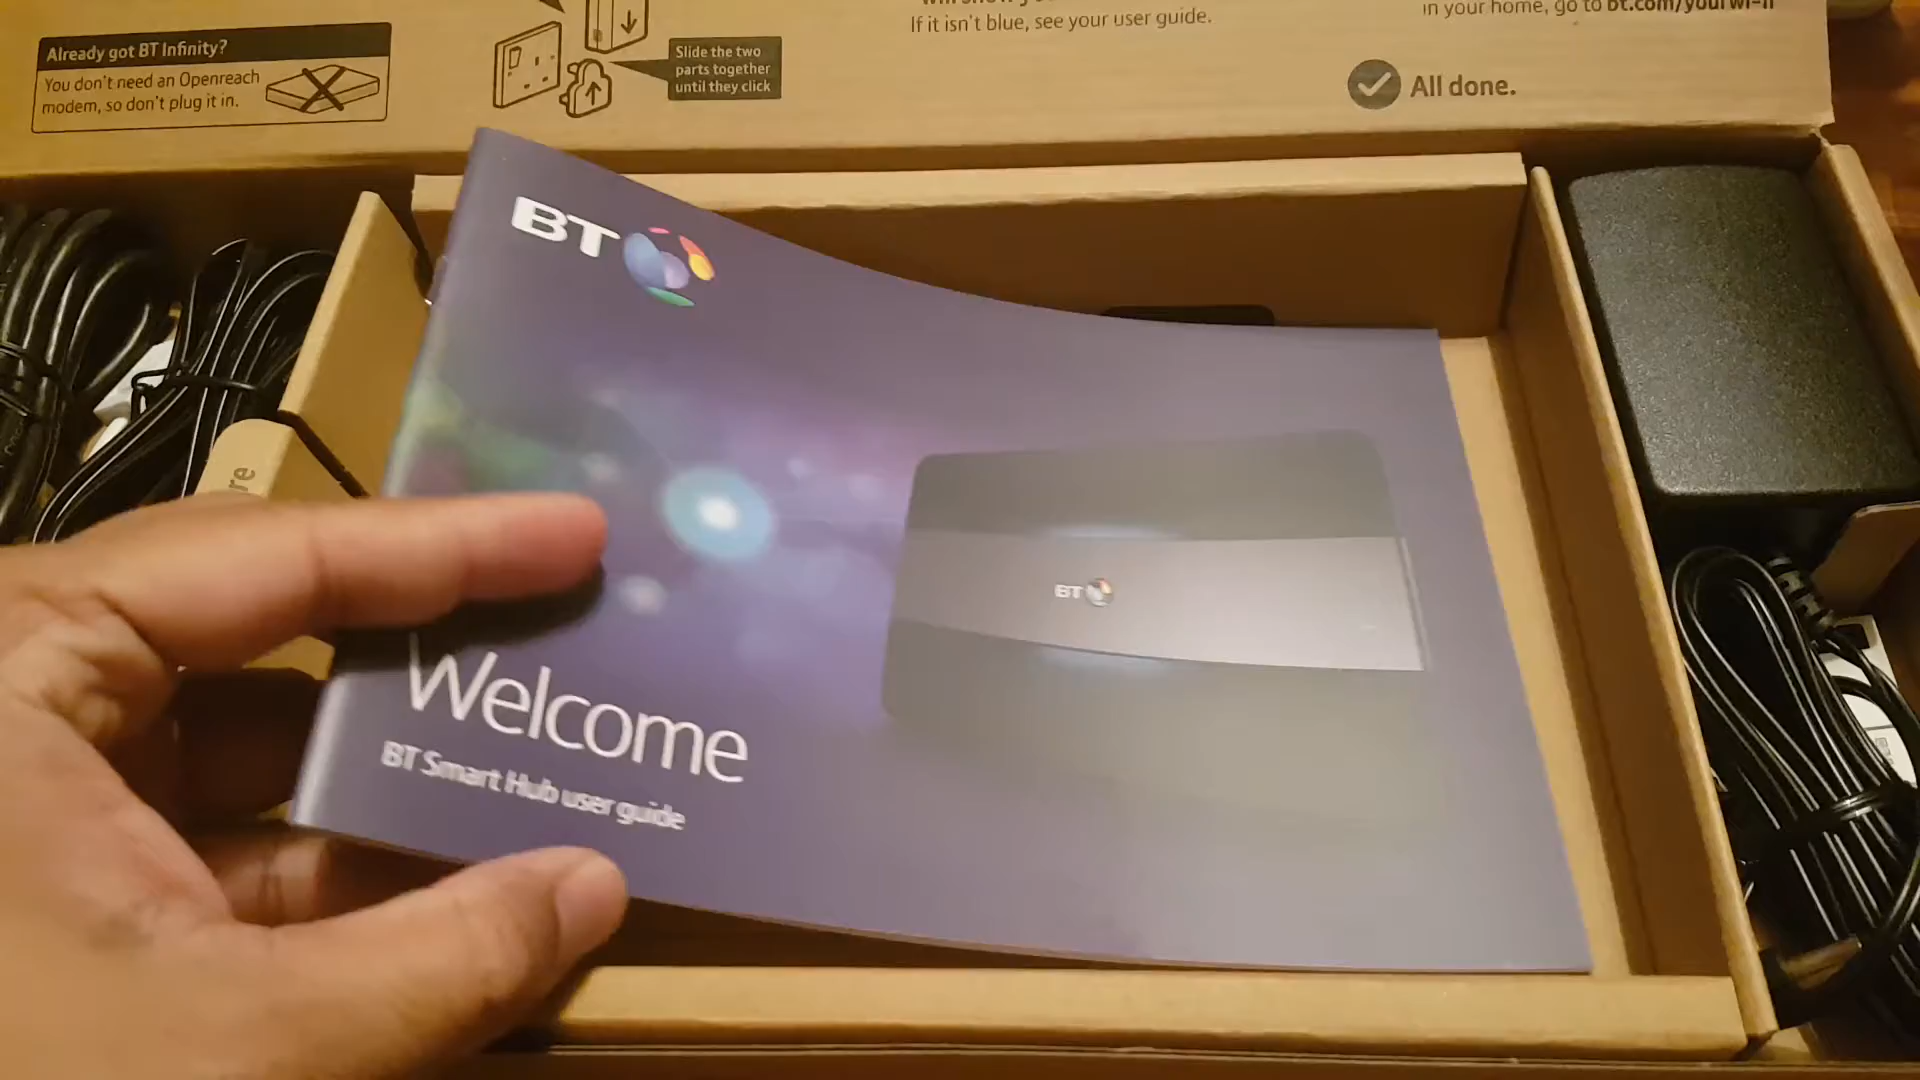 Already got BT Infinity?
You don't need an Openreach
modem, so don't plug it in.
Slide the two
parts together
until they click
If it isn't blue, see your user guide.
in your home, go to bt.com/yourwi-fi
All done.
BT
BT
Welcome
BT Smart Hub user guide
re